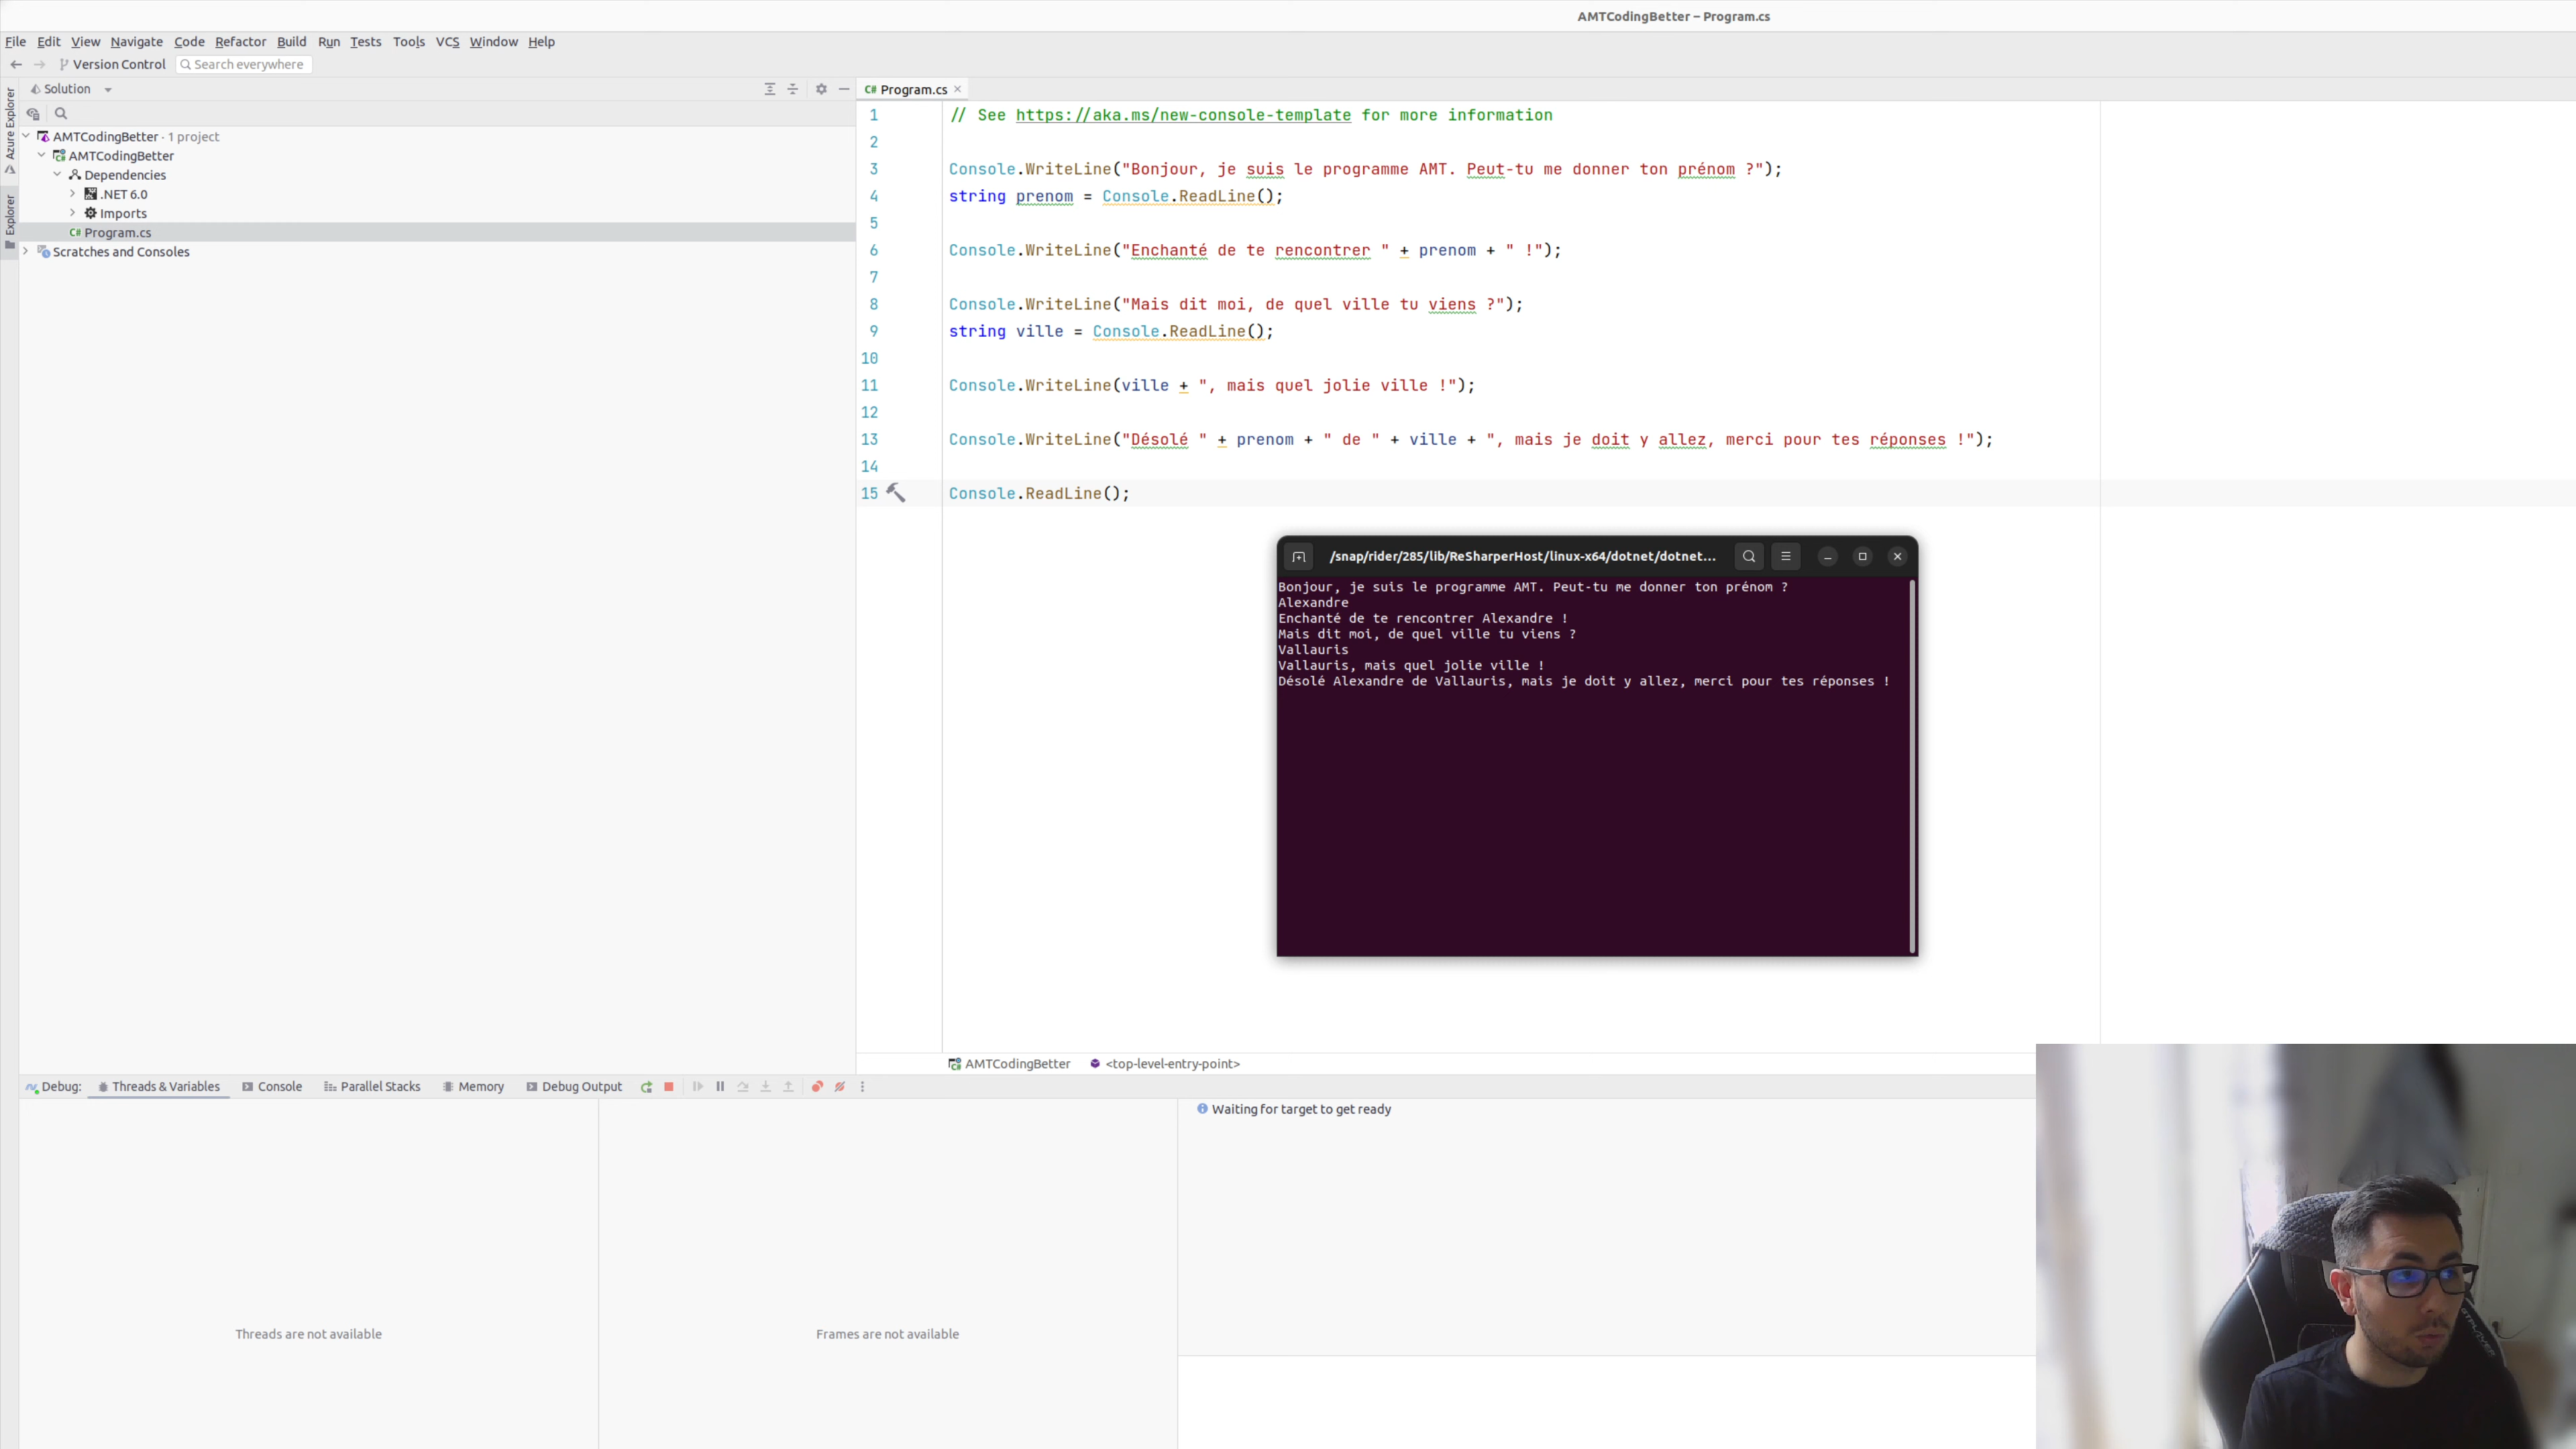 AMTCodingBetter – Program.cs
File Edit View Navigate Code Refactor Build Run Tests Tools VCS Window Help
Version Control Search everywhere
Azure Explorer
Explorer
Solution
AMTCodingBetter · 1 project
AMTCodingBetter
Dependencies
.NET 6.0
Imports
C# Program.cs
Scratches and Consoles
C# Program.cs
1 // See https://aka.ms/new-console-template for more information
2
3 Console.WriteLine("Bonjour, je suis le programme AMT. Peut-tu me donner ton prénom ?");
4 string prenom = Console.ReadLine();
5
6 Console.WriteLine("Enchanté de te rencontrer " + prenom + " !");
7
8 Console.WriteLine("Mais dit moi, de quel ville tu viens ?");
9 string ville = Console.ReadLine();
10
11 Console.WriteLine(ville + ", mais quel jolie ville !");
12
13 Console.WriteLine("Désolé " + prenom + " de " + ville + ", mais je doit y allez, merci pour tes réponses !");
14
15 Console.ReadLine();
/snap/rider/285/lib/ReSharperHost/linux-x64/dotnet/dotnet...
Bonjour, je suis le programme AMT. Peut-tu me donner ton prénom ?
Alexandre
Enchanté de te rencontrer Alexandre !
Mais dit moi, de quel ville tu viens ?
Vallauris
Vallauris, mais quel jolie ville !
Désolé Alexandre de Vallauris, mais je doit y allez, merci pour tes réponses !
AMTCodingBetter <top-level-entry-point>
Debug: Threads & Variables Console Parallel Stacks Memory Debug Output
Waiting for target to get ready
Threads are not available
Frames are not available